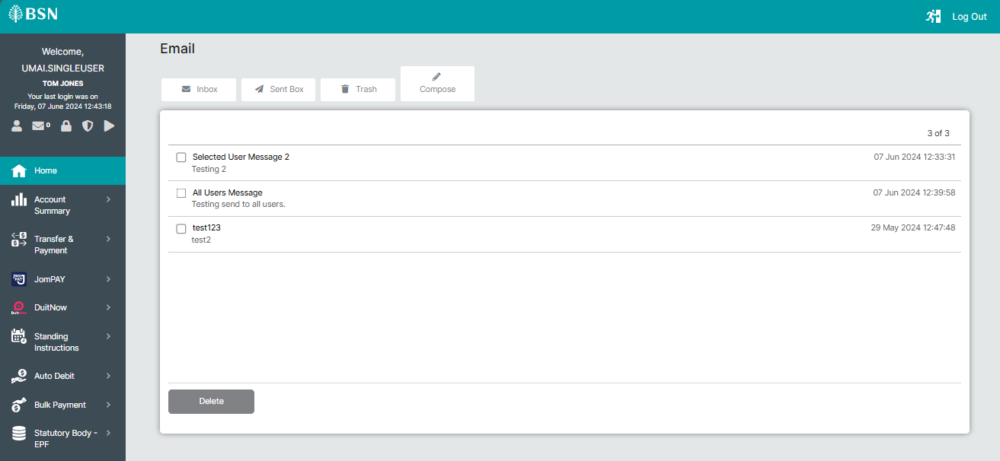 BSN
Log Out
Welcome,
UMAI.SINGLEUSER
TOM JONES
Your last login was on
Friday, 07 June 2024 12:43:18
0
Home
Account
Summary
Transfer &
Payment
Jom
PAY
JomPAY
DuitNow
DuitNow
Standing
Instructions
Auto Debit
Bulk Payment
Statutory Body -
EPF
Email
Inbox
Sent Box
Trash
Compose
3 of 3
Selected User Message 2
07 Jun 2024 12:33:31
Testing 2
All Users Message
07 Jun 2024 12:39:58
Testing send to all users.
test123
29 May 2024 12:47:48
test2
Delete